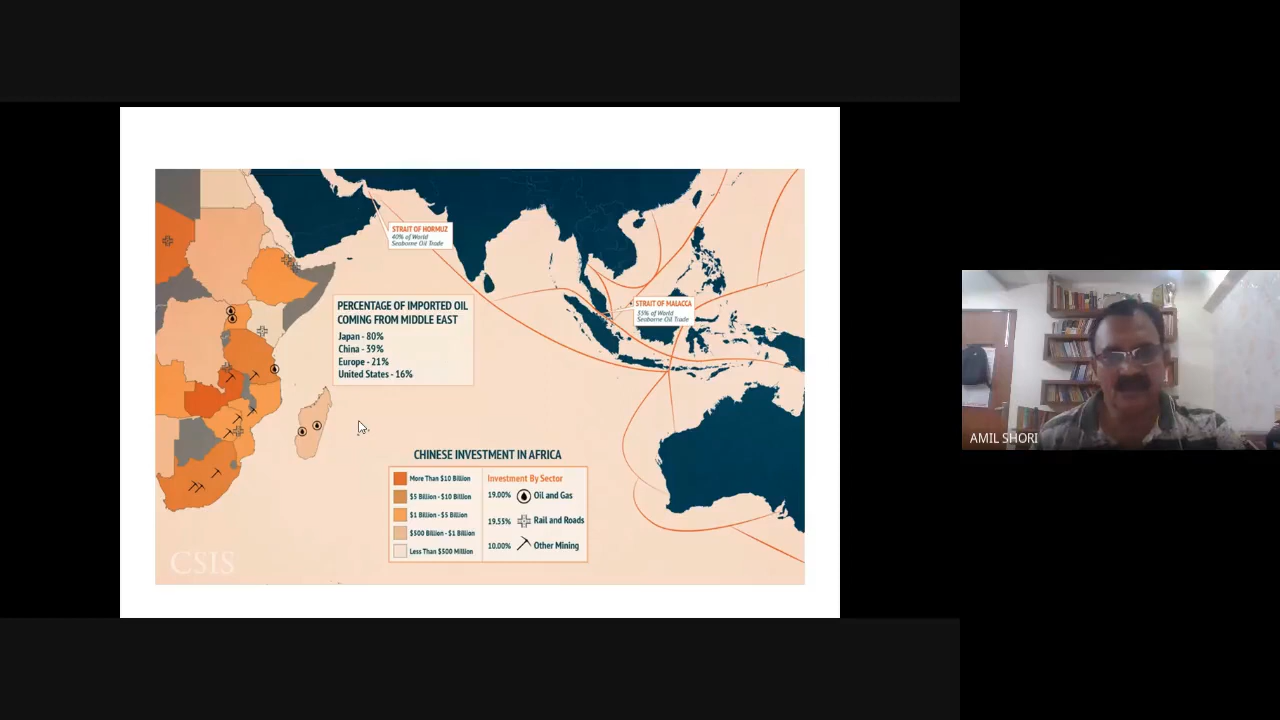 STRAIT OF HORMUZ
40% of World
Seaborne Oil Trade
STRAIT OF MALACCA
35% of World
Seaborne Oil Trade
PERCENTAGE OF IMPORTED OIL
COMING FROM MIDDLE EAST
Japan - 80%
China - 39%
Europe - 21%
United States - 16%
CHINESE INVESTMENT IN AFRICA
More Than $10 Billion
$5 Billion - $10 Billion
$1 Billion - $5 Billion
$500 Billion - $1 Billion
Less Than $500 Million
Investment By Sector
19.00% Oil and Gas
19.55% Rail and Roads
10.00% Other Mining
CSIS
AMIL SHORI